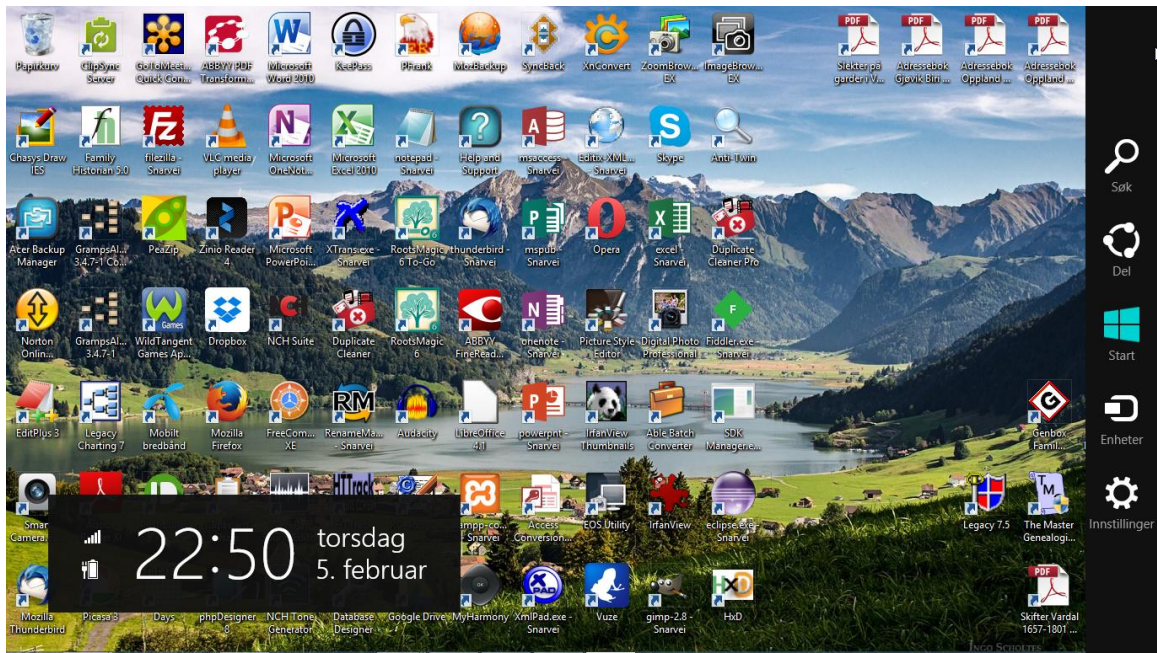 Papirkurv ClipSync GoToMeet... ABBYY PDF Microsoft KeePass PFrank MozBackup SyncBack XnConvert ZoomBrow... ImageBrow... Slekter på Adressebok Adressebok Adressebok
Server Quick Con... Transform... Word 2010 EX EX garder i V... Gjøvik Biri ... Oppland ... Oppland ...
Chasys Draw Family filezilla - VLC media Microsoft Microsoft notepad - Help and msaccess - Editix-XML... Skype Anti-Twin
IES Historian 5.0 Snarvei player OneNot... Excel 2010 Snarvei Support Snarvei Snarvei
Søk
Acer Backup GrampsAI... PeaZip Zinio Reader Microsoft XTrans.exe - RootsMagic thunderbird - mspub - Opera excel - Duplicate
Manager 3.4.7-1 Co... 4 PowerPoi... Snarvei 6 To-Go Snarvei Snarvei Snarvei Cleaner Pro
Del
Norton GrampsAI... WildTangent Dropbox NCH Suite Duplicate RootsMagic ABBYY onenote - Picture Style Digital Photo Fiddler.exe -
Onlin... 3.4.7-1 Games Ap... Cleaner 6 FineRead... Snarvei Editor Professional Snarvei
Start
EditPlus 3 Legacy Mobilt Mozilla FreeCom... RenameMa... Audacity LibreOffice powerpnt - IrfanView Able Batch SDK Genbox
Charting 7 bredbånd Firefox XE - Snarvei 4.1 Snarvei Thumbnails Converter Manager.e... Famil...
Enheter
HTTrack
Smar Access EOS Utility IrfanView eclipse.exe - Legacy 7.5 The Master
Camera. Snarvei Conversion... Snarvei Genealogi...
Innstillinger
22:50 torsdag
5. februar
Mozilla Picasa 3 Days phpDesigner NCH Tone Database Google Drive MyHarmony XmlPad.exe - Vuze gimp-2.8 - HxD Skifter Vardal
Thunderbird 8 Generator Designer Snarvei Snarvei 1657-1801 ...
INGO SCHOLTES